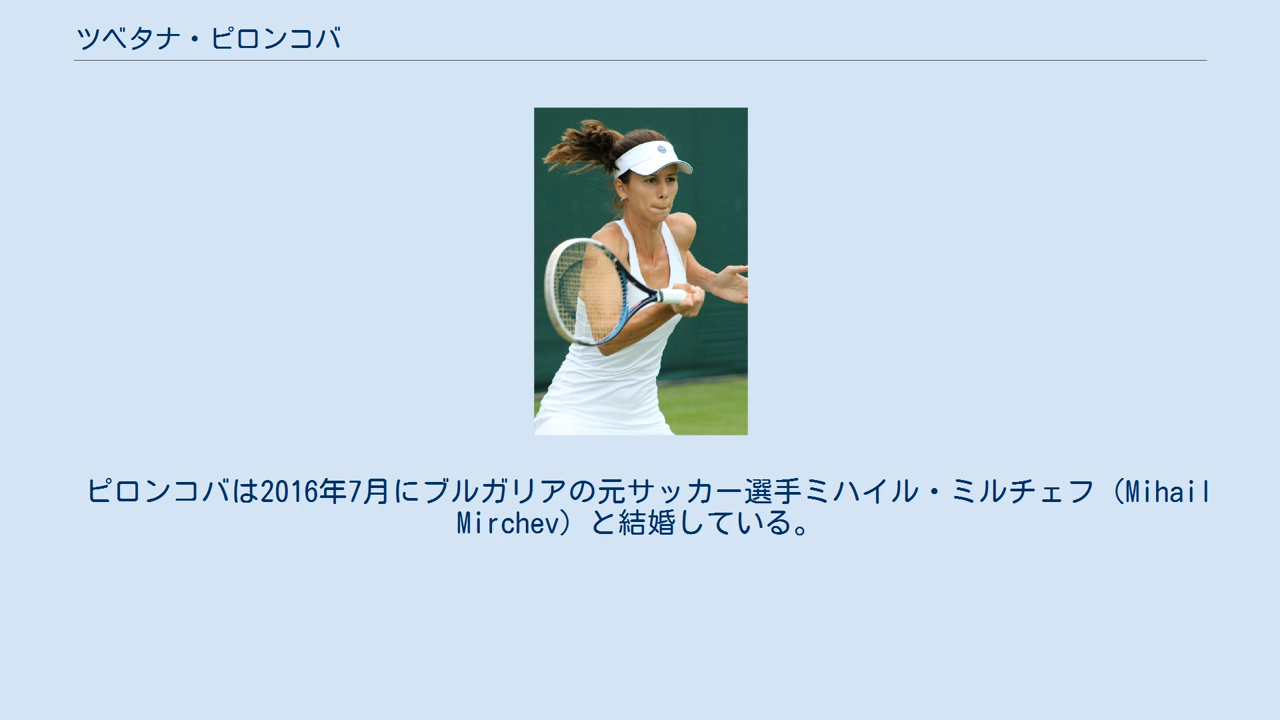 ツベタナ・ピロンコバ
ピロンコバは2016年7月にブルガリアの元サッカー選手ミハイル・ミルチェフ（Mihail
Mirchev）と結婚している。